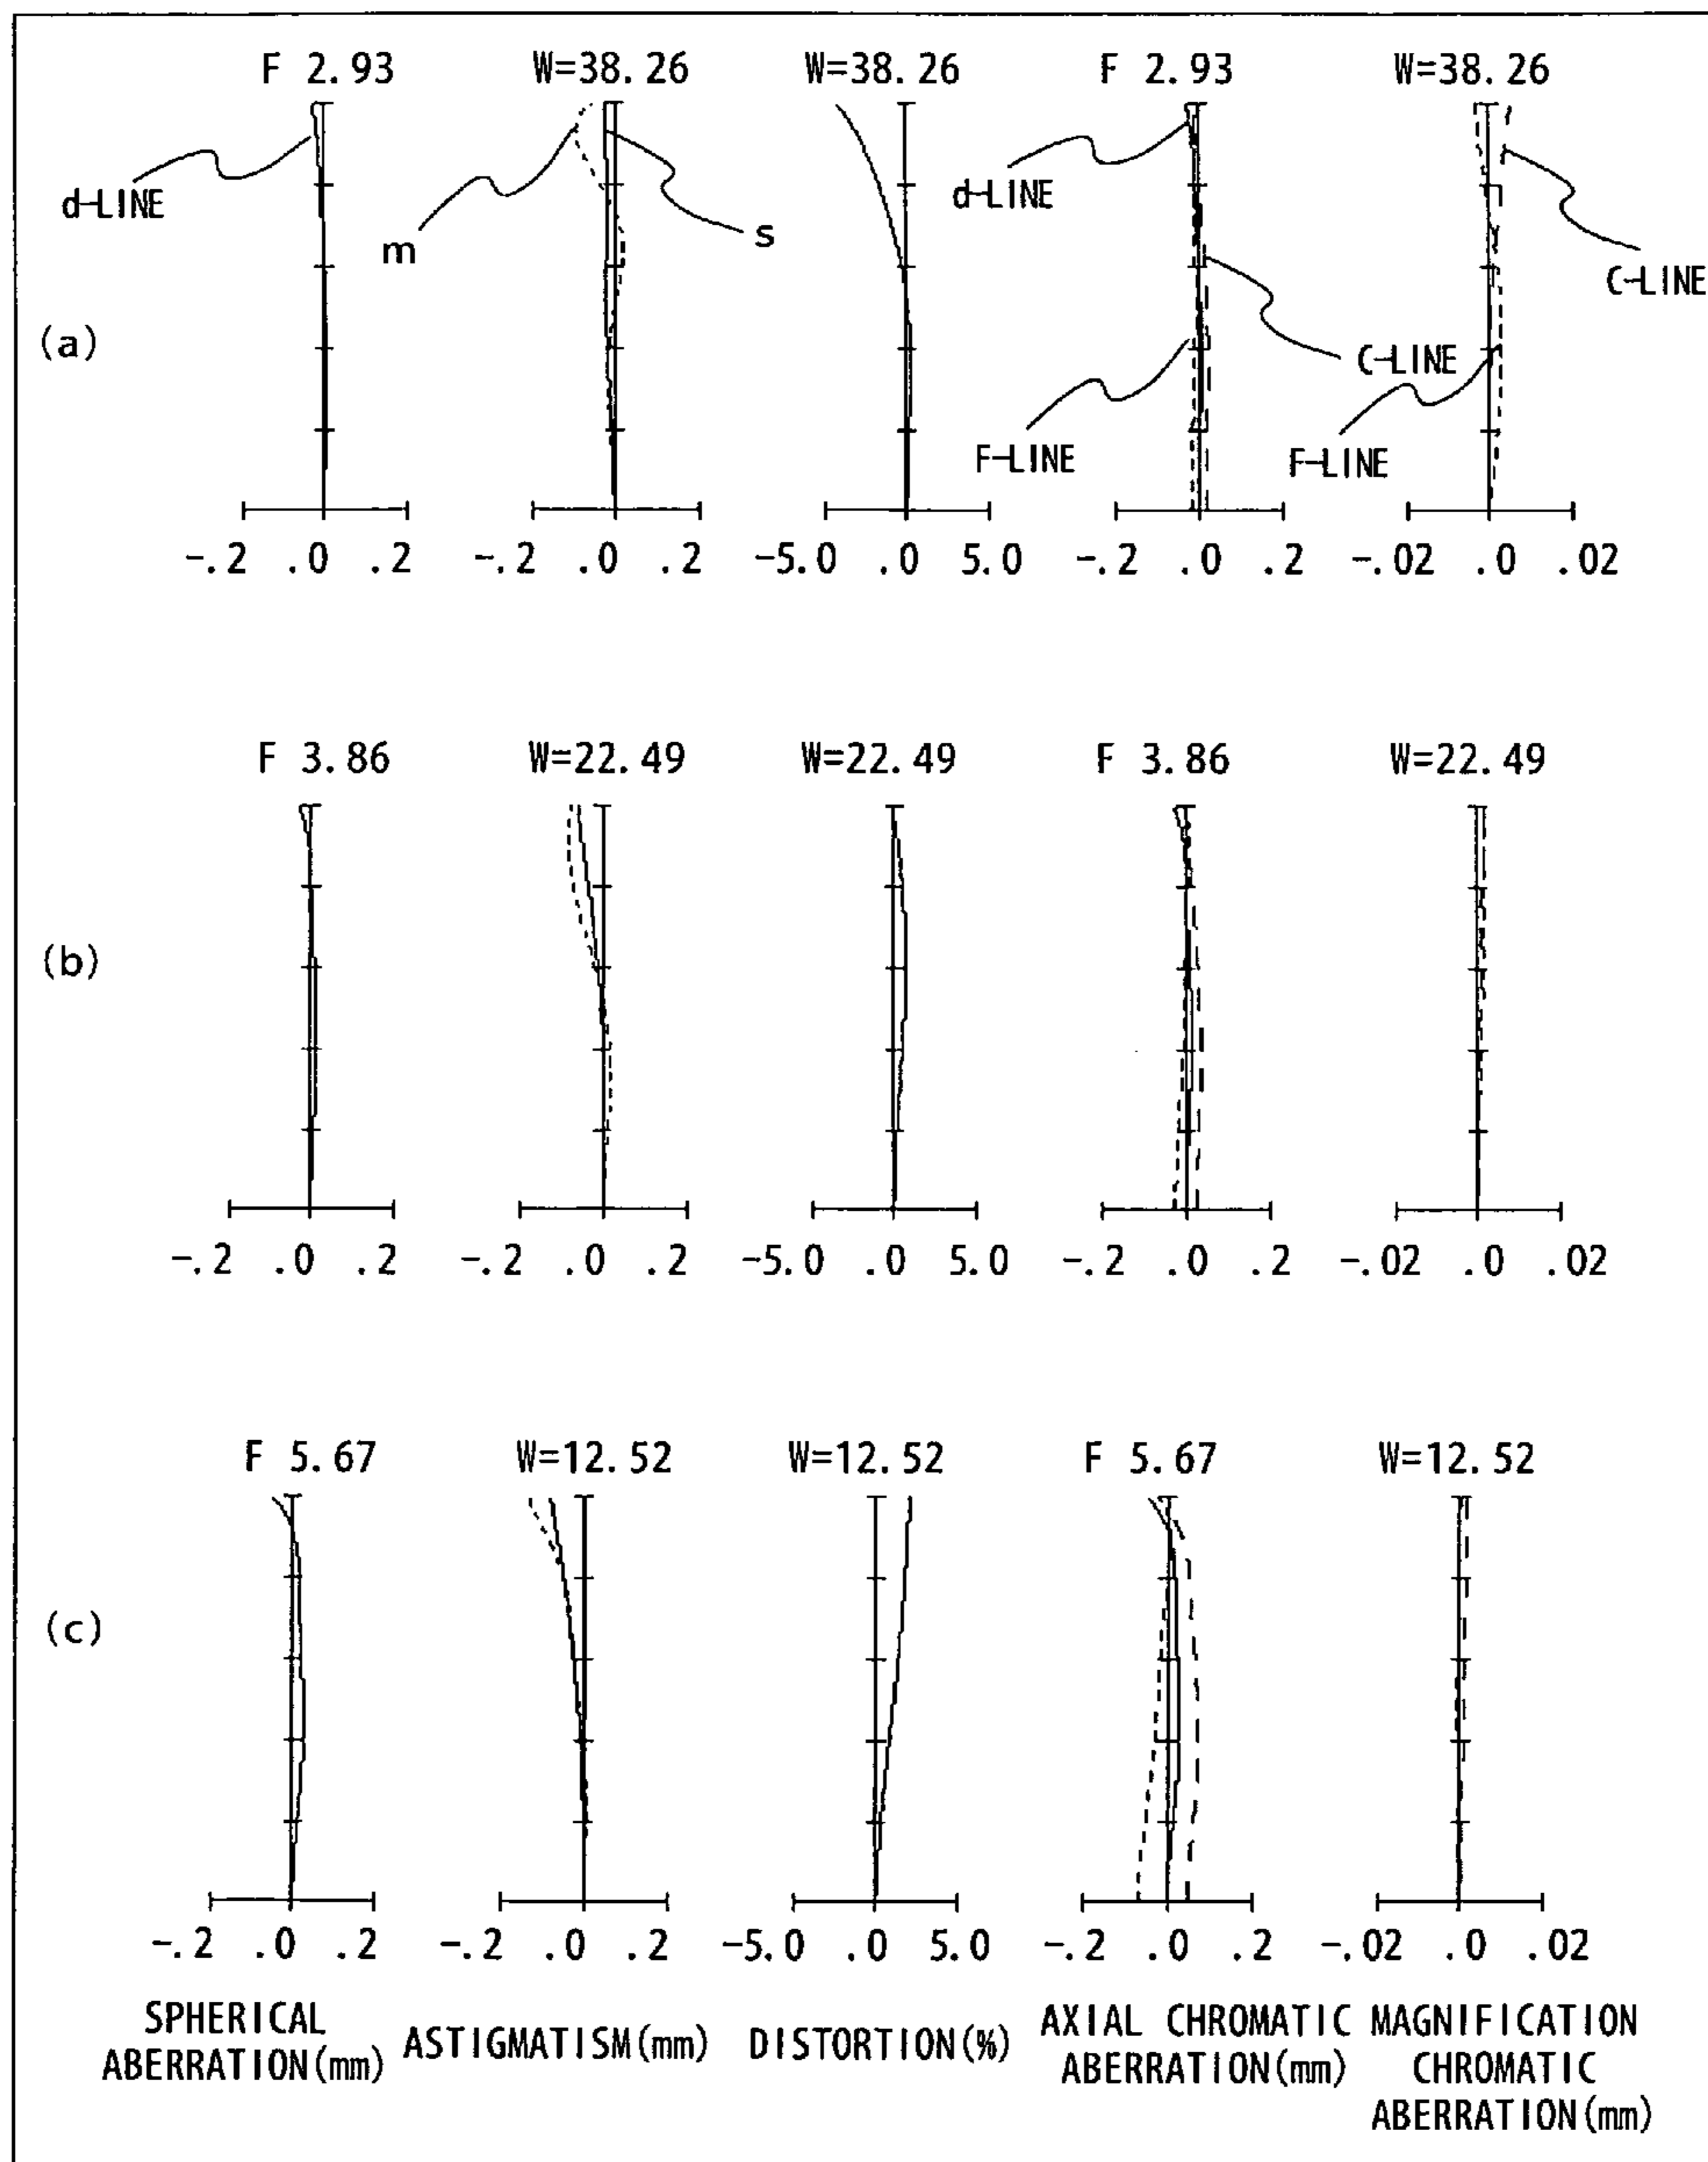 F 2.93 W=38.26 W=38.26 F 2.93 W=38.26
d-LINE
m
s
d-LINE
C-LINE
F-LINE
C-LINE
F-LINE
(a)
-.2 .0 .2 -.2 .0 .2 -5.0 .0 5.0 -.2 .0 .2 -.02 .0 .02
F 3.86 W=22.49 W=22.49 F 3.86 W=22.49
(b)
-.2 .0 .2 -.2 .0 .2 -5.0 .0 5.0 -.2 .0 .2 -.02 .0 .02
F 5.67 W=12.52 W=12.52 F 5.67 W=12.52
(c)
-.2 .0 .2 -.2 .0 .2 -5.0 .0 5.0 -.2 .0 .2 -.02 .0 .02
SPHERICAL
ABERRATION(mm)
ASTIGMATISM(mm)
DISTORTION(%)
AXIAL CHROMATIC
ABERRATION(mm)
MAGNIFICATION
CHROMATIC
ABERRATION(mm)